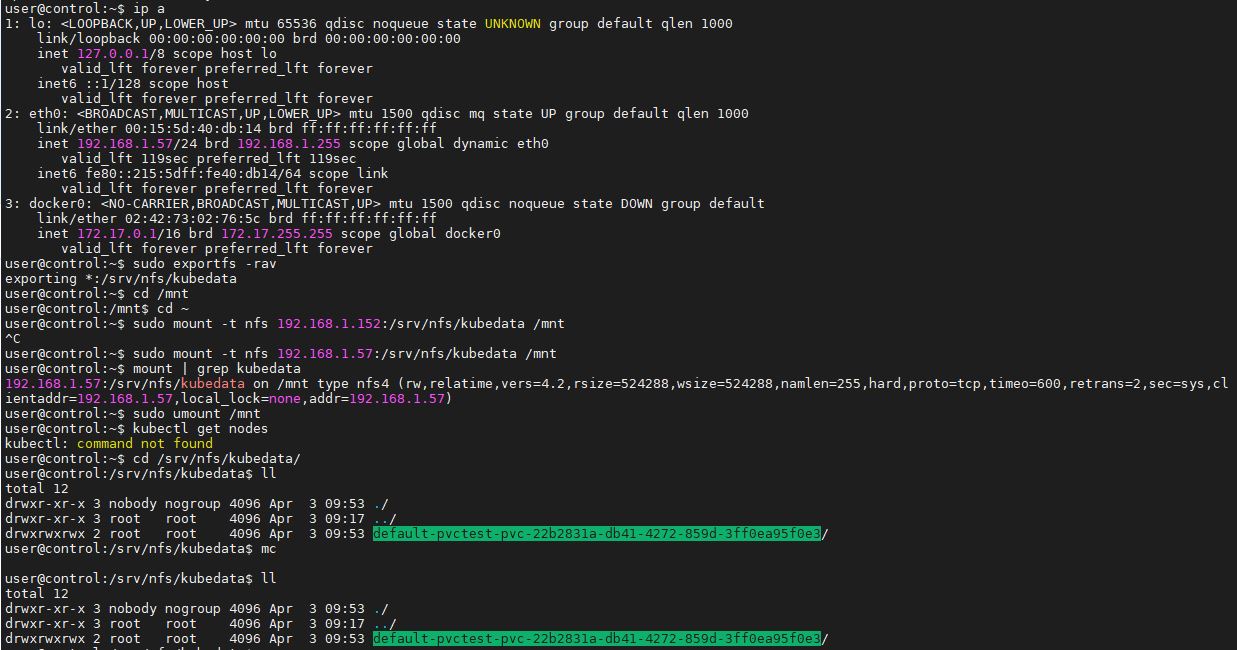 user@control:~$ ip a
1: lo: <LOOPBACK,UP,LOWER_UP> mtu 65536 qdisc noqueue state UNKNOWN group default qlen 1000
    link/loopback 00:00:00:00:00:00 brd 00:00:00:00:00:00
    inet 127.0.0.1/8 scope host lo
       valid_lft forever preferred_lft forever
    inet6 ::1/128 scope host
       valid_lft forever preferred_lft forever
2: eth0: <BROADCAST,MULTICAST,UP,LOWER_UP> mtu 1500 qdisc mq state UP group default qlen 1000
    link/ether 00:15:5d:40:db:14 brd ff:ff:ff:ff:ff:ff
    inet 192.168.1.57/24 brd 192.168.1.255 scope global dynamic eth0
       valid_lft 119sec preferred_lft 119sec
    inet6 fe80::215:5dff:fe40:db14/64 scope link
       valid_lft forever preferred_lft forever
3: docker0: <NO-CARRIER,BROADCAST,MULTICAST,UP> mtu 1500 qdisc noqueue state DOWN group default
    link/ether 02:42:73:02:76:5c brd ff:ff:ff:ff:ff:ff
    inet 172.17.0.1/16 brd 172.17.255.255 scope global docker0
       valid_lft forever preferred_lft forever
user@control:~$ sudo exportfs -rav
exporting *:/srv/nfs/kubedata
user@control:~$ cd /mnt
user@control:/mnt$ cd ~
user@control:~$ sudo mount -t nfs 192.168.1.152:/srv/nfs/kubedata /mnt
^C
user@control:~$ sudo mount -t nfs 192.168.1.57:/srv/nfs/kubedata /mnt
user@control:~$ mount | grep kubedata
192.168.1.57:/srv/nfs/kubedata on /mnt type nfs4 (rw,relatime,vers=4.2,rsize=524288,wsize=524288,namlen=255,hard,proto=tcp,timeo=600,retrans=2,sec=sys,cl
ientaddr=192.168.1.57,local_lock=none,addr=192.168.1.57)
user@control:~$ sudo umount /mnt
user@control:~$ kubectl get nodes
kubectl: command not found
user@control:~$ cd /srv/nfs/kubedata/
user@control:/srv/nfs/kubedata$ ll
total 12
drwxr-xr-x 3 nobody nogroup 4096 Apr  3 09:53 ./
drwxr-xr-x 3 root   root    4096 Apr  3 09:17 ../
drwxrwxrwx 2 root   root    4096 Apr  3 09:53 default-pvctest-pvc-22b2831a-db41-4272-859d-3ff0ea95f0e3/
user@control:/srv/nfs/kubedata$ mc
user@control:/srv/nfs/kubedata$ ll
total 12
drwxr-xr-x 3 nobody nogroup 4096 Apr  3 09:53 ./
drwxr-xr-x 3 root   root    4096 Apr  3 09:17 ../
drwxrwxrwx 2 root   root    4096 Apr  3 09:53 default-pvctest-pvc-22b2831a-db41-4272-859d-3ff0ea95f0e3/